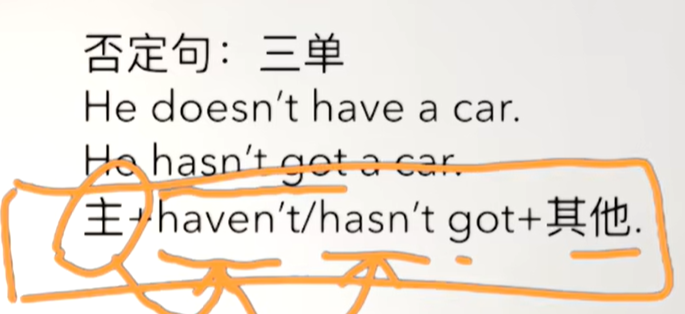 否定句：三单
He doesn't have a car.
He hasn't got a car.
主+haven't/hasn't got+其他.